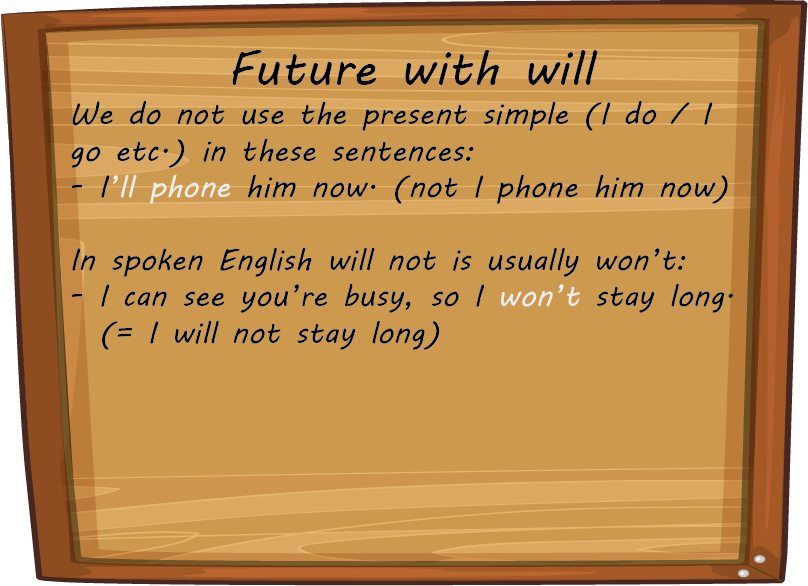 Future with will
We do not use the present simple (I do / I
go etc.) in these sentences:
- I'll phone him now. (not I phone him now)
In spoken English will not is usually won't:
- I can see you're busy, so I won't stay long.
(= I will not stay long)